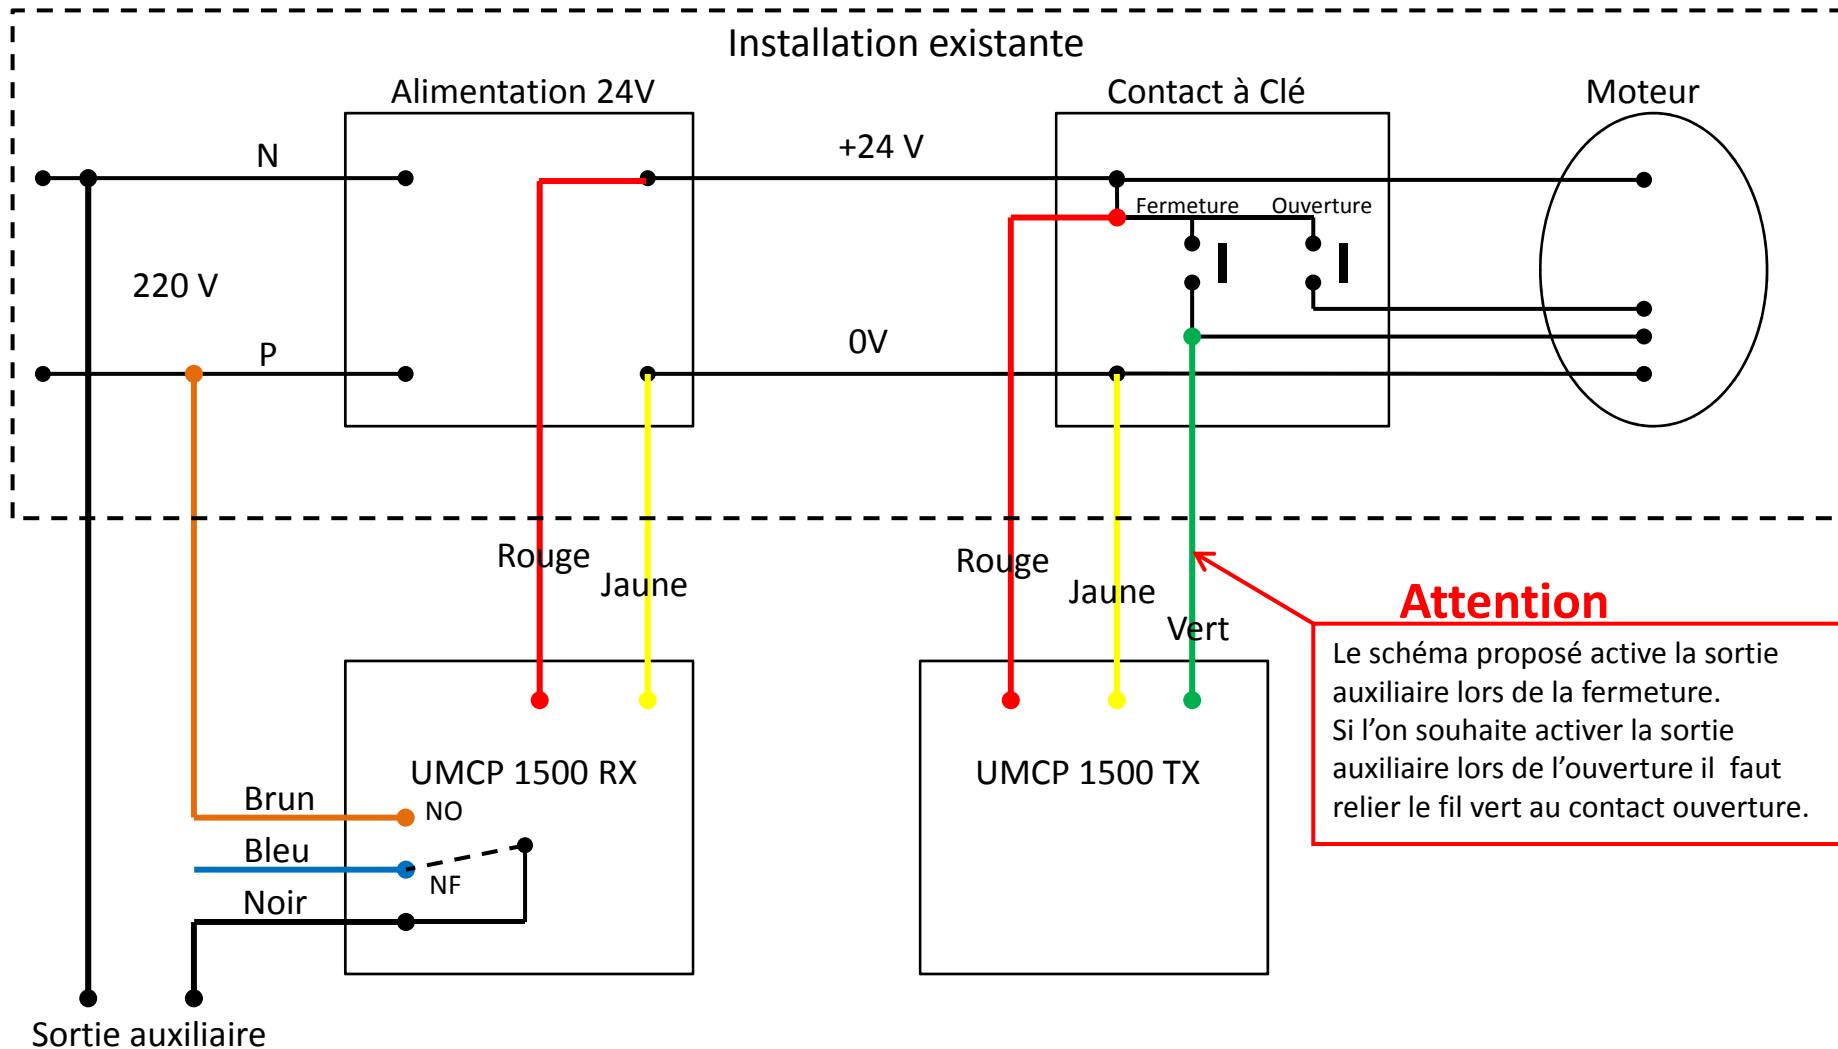 Installation existante
Alimentation 24V
Contact à Clé
Moteur
N
+24 V
Fermeture
Ouverture
220 V
P
0V
Rouge
Jaune
Rouge
Jaune
Vert
Attention
Le schéma proposé active la sortie
auxiliaire lors de la fermeture.
Si l’on souhaite activer la sortie
auxiliaire lors de l’ouverture il  faut
relier le fil vert au contact ouverture.
UMCP 1500 RX
UMCP 1500 TX
Brun
NO
Bleu
NF
Noir
Sortie auxiliaire